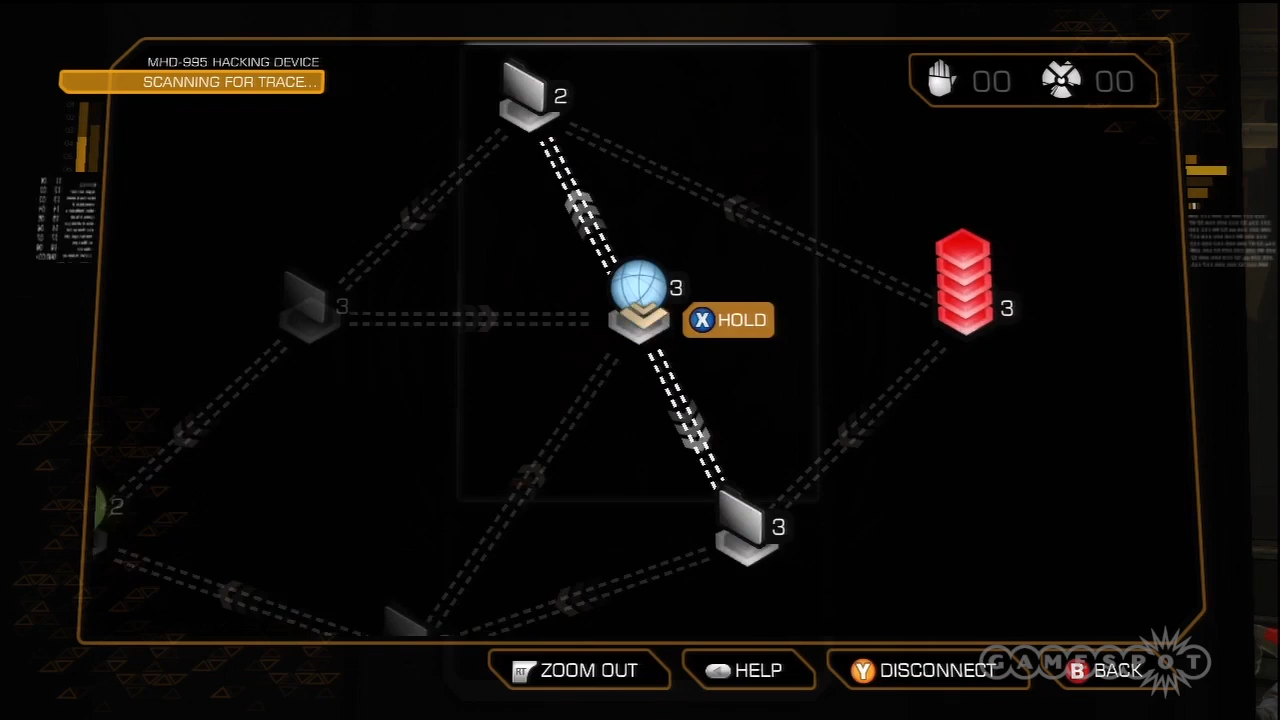 MHD-995 HACKING DEVICE
SCANNING FOR TRACE...
00 00
2
3
X HOLD
3
3
2
3
RT ZOOM OUT
HELP
Y DISCONNECT
B BACK
GAMESPOT